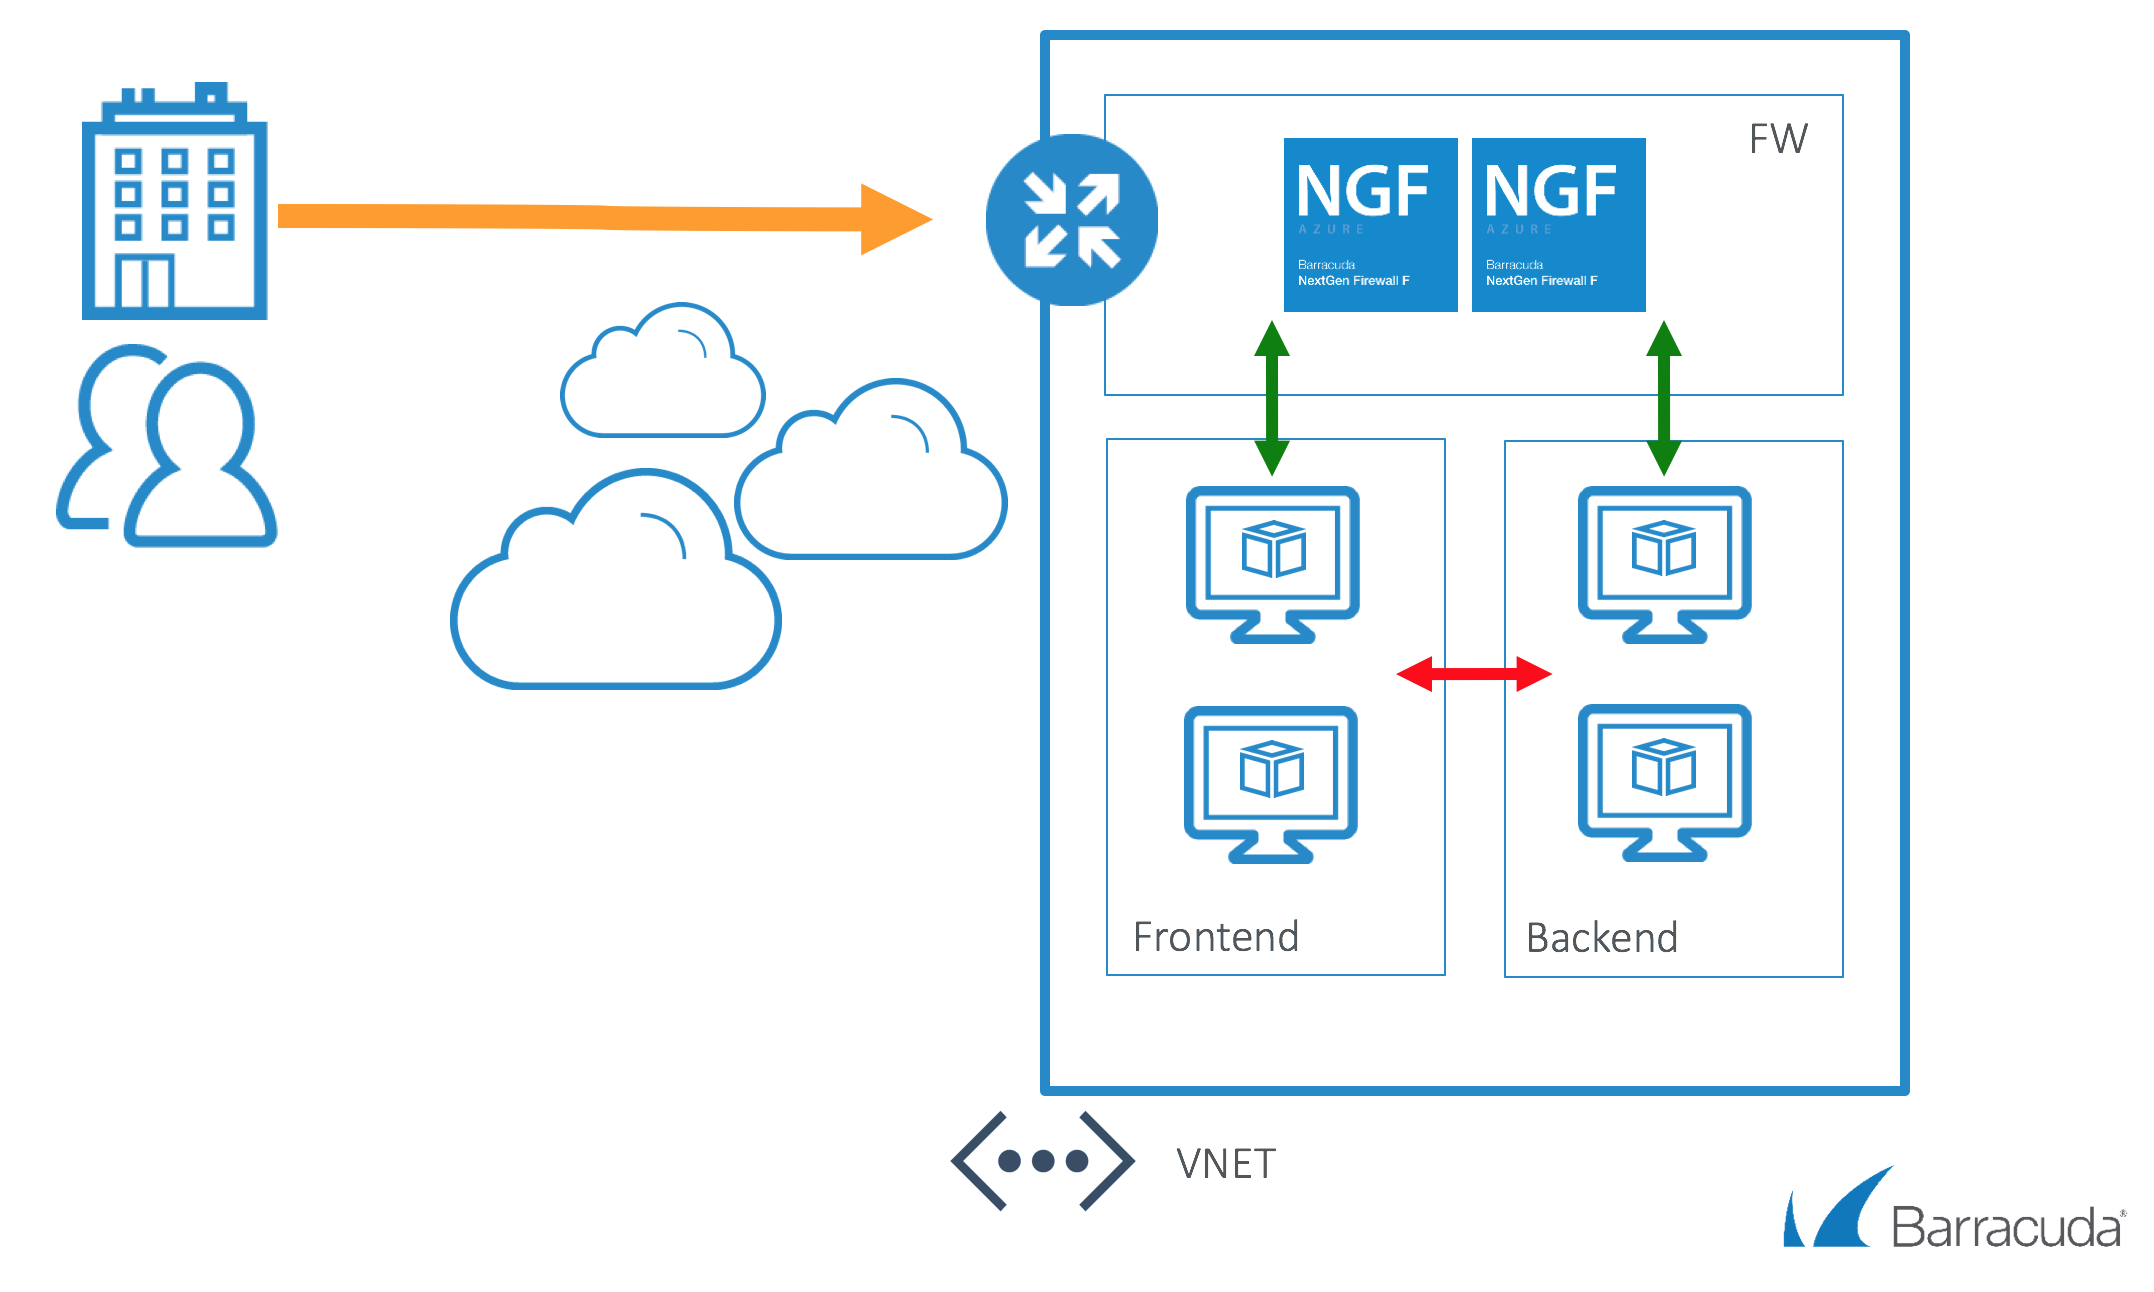 FW
NGF
AZURE
Barracuda
NextGen Firewall F
NGF
AZURE
Barracuda
NextGen Firewall F
Frontend
Backend
VNET
Barracuda®